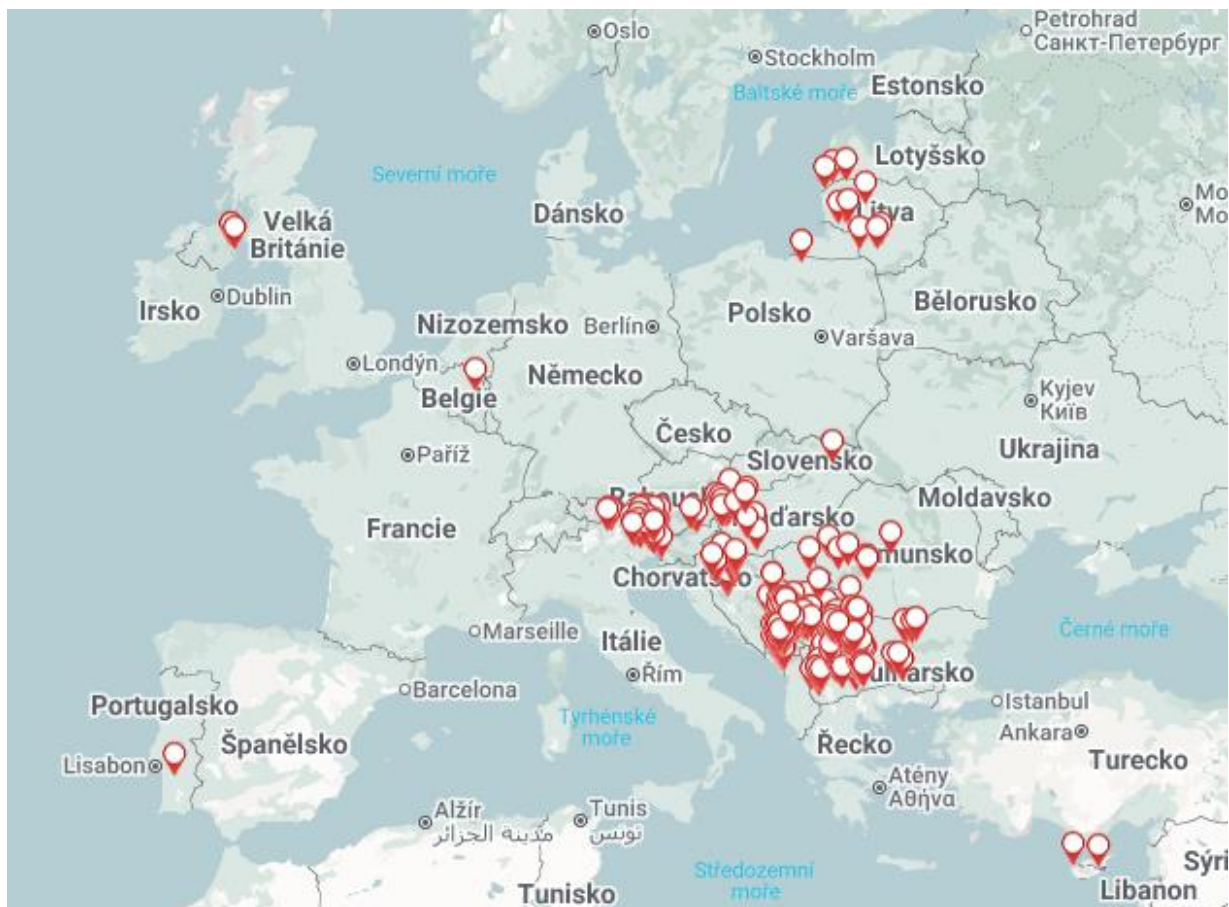 Petrohrad
Санкт-Петербург
Oslo
Stockholm
Estonsko
Baltské moře
Lotyšsko
Severní moře
Dánsko
Litva
Velká
Británie
Irsko
Dublin
Bělorusko
Polsko
Nizozemsko
Berlín
Varšava
Londýn
Německo
Belgie
Kyjev
Київ
Česko
Paříž
Slovensko
Ukrajina
Moldavsko
Francie
Chorvatsko
Marseille
Itálie
Černé moře
Řím
Barcelona
Portugalsko
Istanbul
Tyrhénské
moře
Španělsko
Řecko
Ankara
Lisabon
Turecko
Atény
Αθήνα
Alžír
مدينة الجزائر
Tunis
تونس
Středozemní
moře
Sýri
Tunisko
Libanon